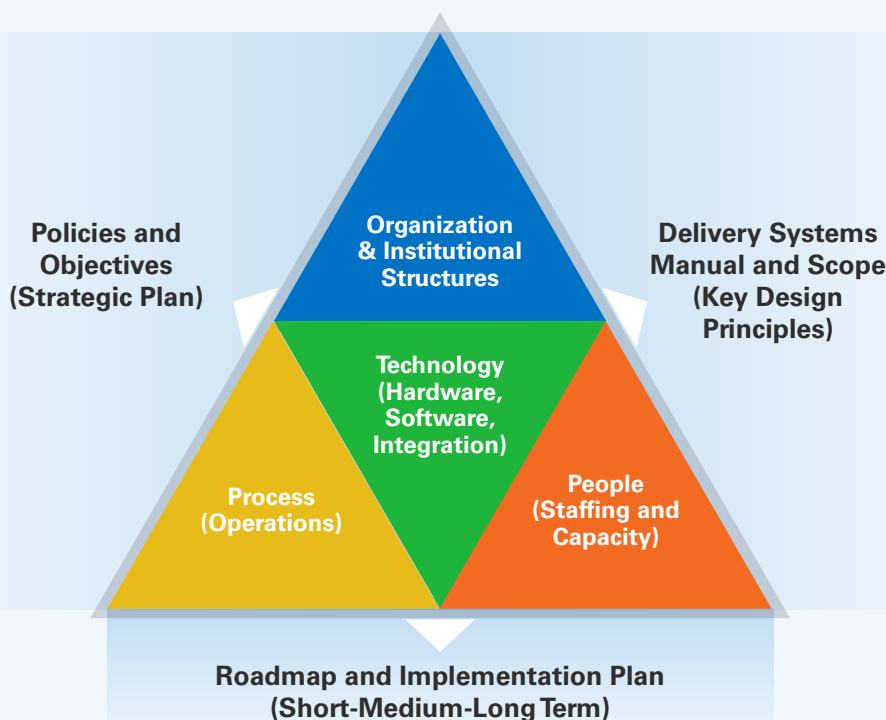 Organization
& Institutional
Structures
Policies and
Objectives
(Strategic Plan)
Delivery Systems
Manual and Scope
(Key Design
Principles)
Technology
(Hardware,
Software,
Integration)
Process
(Operations)
People
(Staffing and
Capacity)
Roadmap and Implementation Plan
(Short-Medium-Long Term)